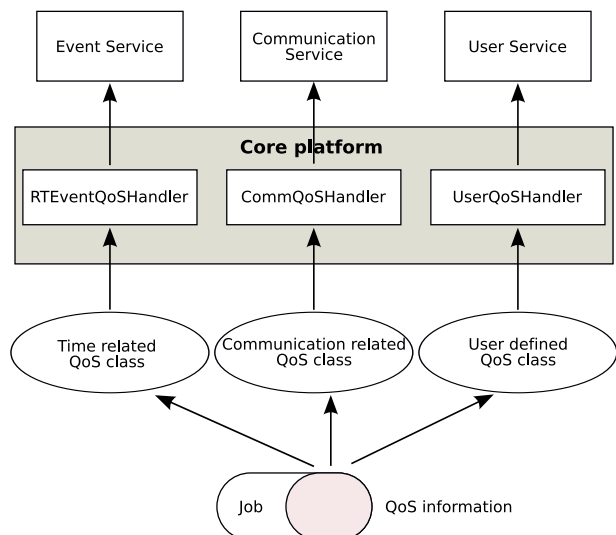 Event Service
Communication
Service
User Service
Core platform
RTEventQoSHandler
CommQoSHandler
UserQoSHandler
Time related
QoS class
Communication related
QoS class
User defined
QoS class
Job
QoS information